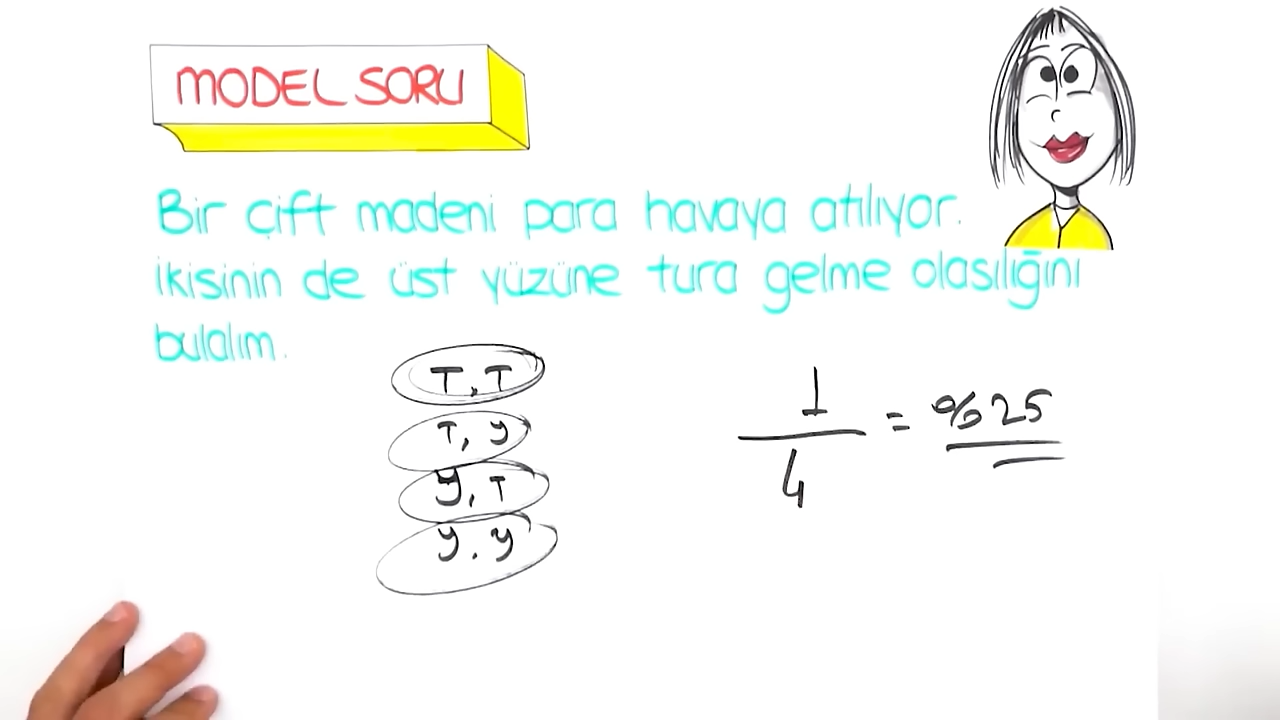 MODEL SORU
Bir çift madeni para havaya atılıyor.
İkisinin de üst yüzüne tura gelme olasılığını
bulalım.
T, T
T, y
y, T
y. y
1
4
= %25